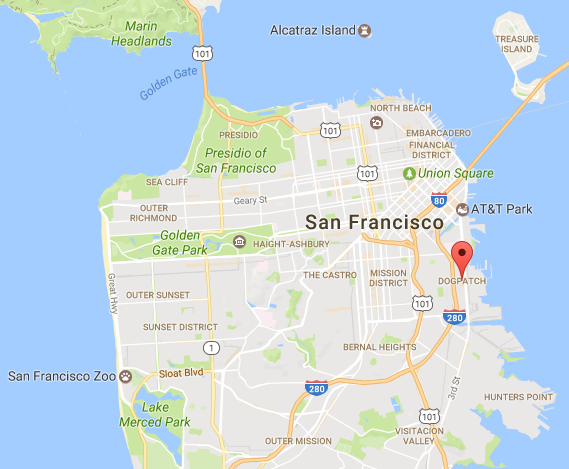 Marin
Headlands
Alcatraz Island
TREASURE
ISLAND
101
Golden Gate
NORTH BEACH
PRESIDIO
101
EMBARCADERO
FINANCIAL
DISTRICT
Presidio of
San Francisco
101
Union Square
SEA CLIFF
Geary St
80
OUTER
RICHMOND
AT&T Park
San Francisco
Golden
Gate Park
HAIGHT-ASHBURY
Great Hwy
THE CASTRO
MISSION
DISTRICT
DOGPATCH
OUTER SUNSET
101
280
SUNSET DISTRICT
1
BERNAL HEIGHTS
San Francisco Zoo
Sloat Blvd
280
3rd St
HUNTERS POINT
Lake
Merced Park
101
OUTER MISSION
VISITACION
VALLEY